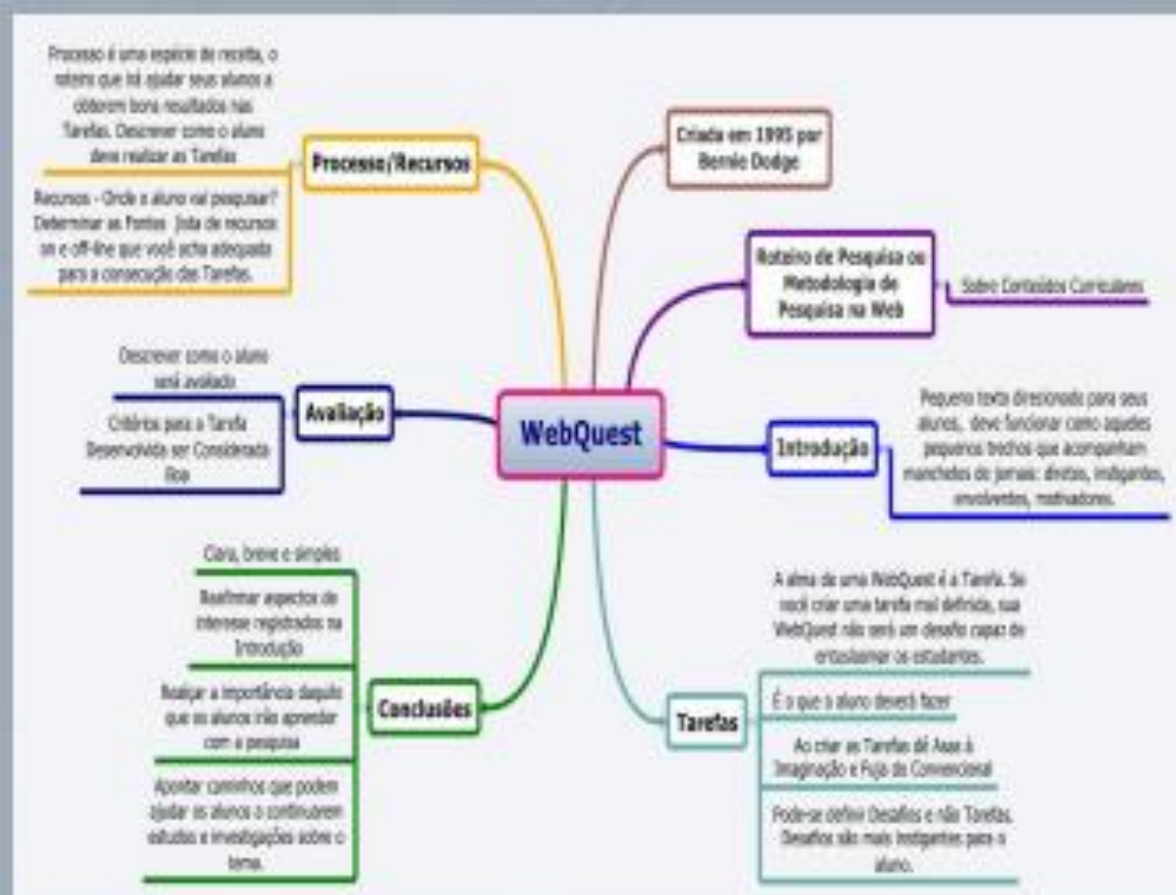 Processo é uma espécie de receita, o
roteiro que irá ajudar seus alunos a
obterem bons resultados nas
Tarefas. Descrever como o aluno
deve realizar as Tarefas
Processo/Recursos
Recursos - Onde o aluno vai pesquisar?
Determinar as Fontes lista de recursos
on e off-line que você acha adequada
para a consecução das Tarefas.
Criada em 1995 por
Bernie Dodge
Roteiro de Pesquisa ou
Metodologia de
Pesquisa na Web
Sobre Conteúdos Curriculares
Descrever como o aluno
será avaliado
Avaliação
Critérios para a Tarefa
Desenvolvida ser Considerada
Boa
WebQuest
Introdução
Pequeno texto direcionado para seus
alunos, deve funcionar como aqueles
pequenos trechos que acompanham
manchetes de jornais: diretos, instigantes,
envolventes, motivadores.
Clara, breve e simples
Reafirmar aspectos de
interesse registrados na
Introdução
Realçar a importância daquilo
que os alunos irão aprender
com a pesquisa
Apontar caminhos que podem
ajudar os alunos a continuarem
estudos e investigações sobre o
tema.
Conclusões
Tarefas
A alma de uma WebQuest é a Tarefa. Se
você criar uma tarefa mal definida, sua
WebQuest não será um desafio capaz de
entusiasmar os estudantes.
É o que o aluno deverá fazer
Ao criar as Tarefas dê Asas à
Imaginação e Fuja do Convencional
Pode-se definir Desafios e não Tarefas.
Desafios são mais instigantes para o
aluno.